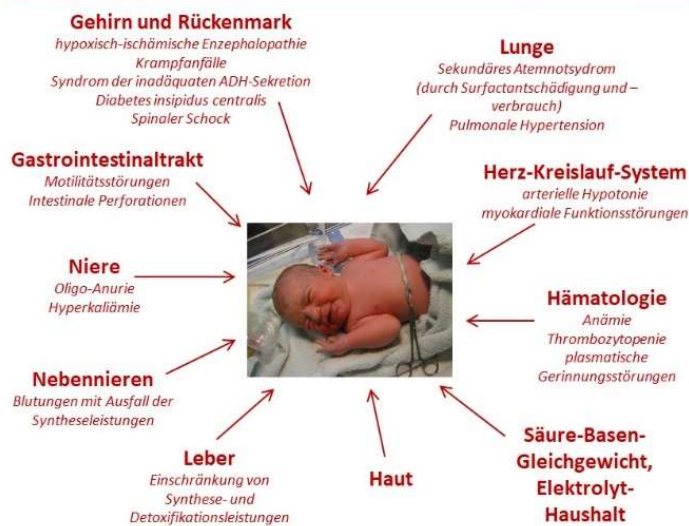 Gehirn und Rückenmark
hypoxisch-ischämische Enzephalopathie
Krampfanfälle
Syndrom der inadäquaten ADH-Sekretion
Diabetes insipidus centralis
Spinaler Schock
Lunge
Sekundäres Atemnotsydrom
(durch Surfactantschädigung und –
verbrauch)
Pulmonale Hypertension
Gastrointestinaltrakt
Motilitätsstörungen
Intestinale Perforationen
Herz-Kreislauf-System
arterielle Hypotonie
myokardiale Funktionsstörungen
Niere
Oligo-Anurie
Hyperkaliämie
Hämatologie
Anämie
Thrombozytopenie
plasmatische
Gerinnungsstörungen
Nebennieren
Blutungen mit Ausfall der
Syntheseleistungen
Leber
Einschränkung von
Synthese- und
Detoxifikationsleistungen
Haut
Säure-Basen-
Gleichgewicht,
Elektrolyt-
Haushalt